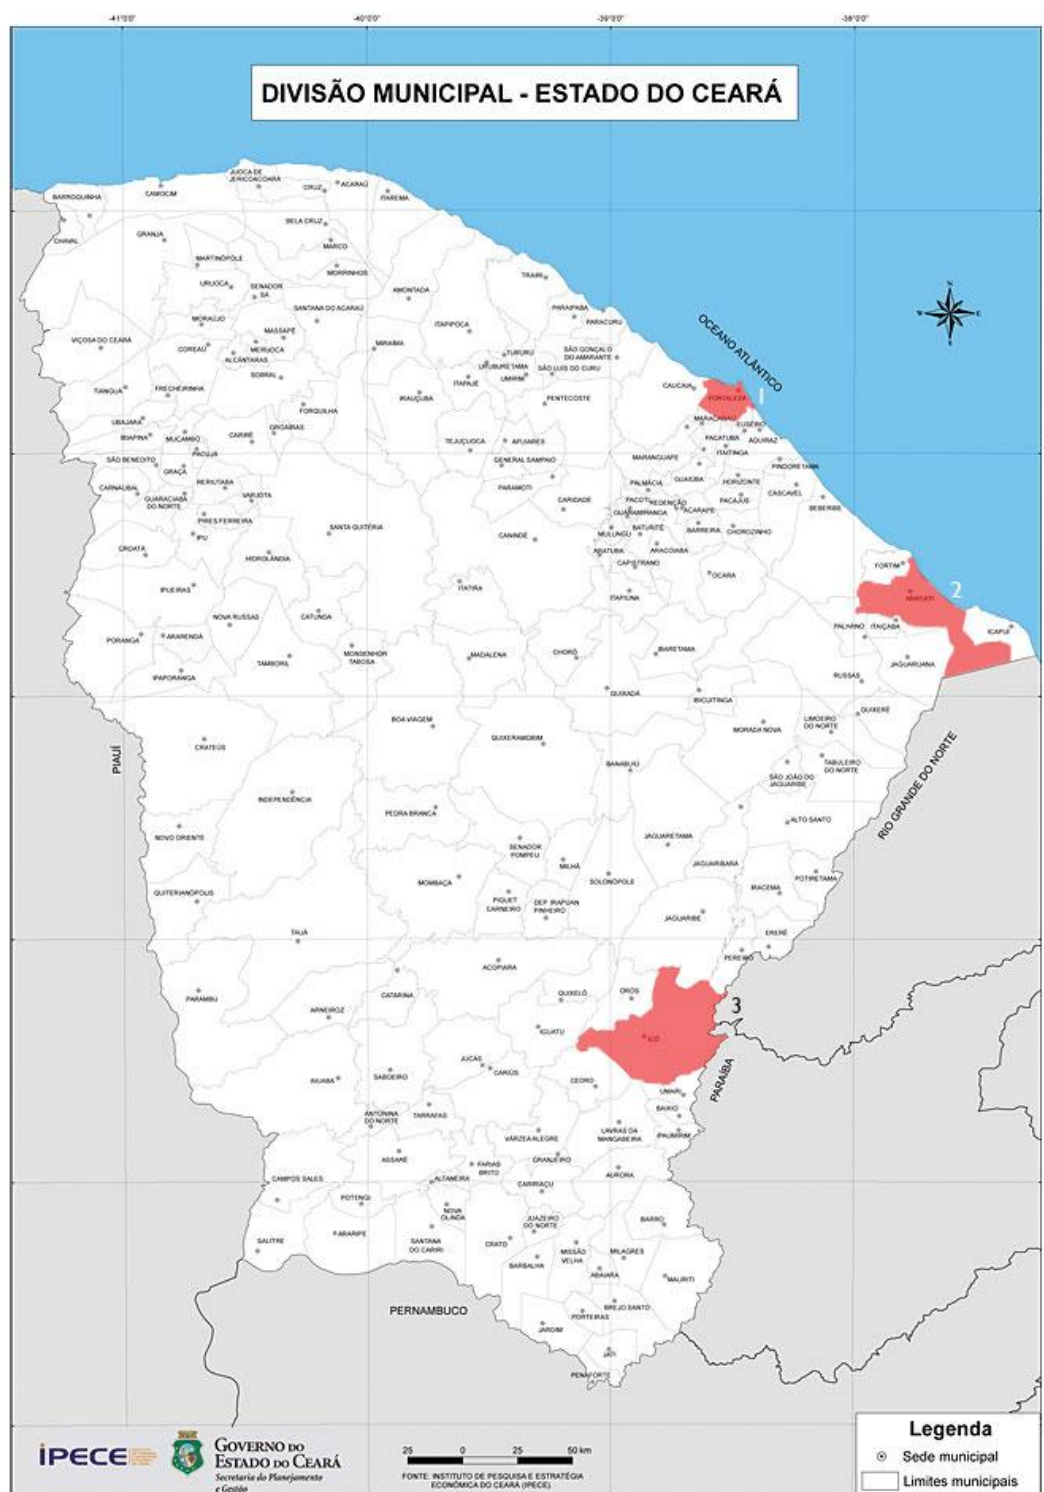 -41°0'0"
-40°0'0"
-39°0'0"
-38°0'0"
DIVISÃO MUNICIPAL - ESTADO DO CEARÁ
JIJOCA DE
JERICOACOARA
CRUZ
ACARAÚ
BARROQUINHA
CAMOCIM
ITAREMA
BELA CRUZ
CHAVAL
GRANJA
MARCO
MARTINÓPOLE
MORRINHOS
TRAIRI
URUOCA
SENADOR
SÁ
AMONTADA
SANTANA DO ACARAÚ
PARAIPABA
MORAÚJO
ITAPIPOCA
PARACURU
OCEANO ATLÂNTICO
N
W
E
S
MASSAPÊ
VIÇOSA DO CEARÁ
MIRAÍMA
COREAÚ
MERUOCA
SÃO GONÇALO
DO AMARANTE
TURURU
ALCÂNTARAS
URUBURETAMA
SÃO LUÍS DO CURU
SOBRAL
ITAPAJÉ
UMIRIM
CAUCAIA
TIANGUÁ
FRECHEIRINHA
IRAUÇUBA
PENTECOSTE
FORTALEZA
1
FORQUILHA
MARACANAÚ
UBAJARA
EUSÉBIO
IBIAPINA
MUCAMBO
CARIRÉ
GROAÍRAS
TEJUÇUOCA
APUIARÉS
PACATUBA
AQUIRAZ
PACUJÁ
ITAITINGA
SÃO BENEDITO
GENERAL SAMPAIO
MARANGUAPE
PINDORETAMA
GRAÇA
CARNAUBAL
RERIUTABA
PARAMOTI
PALMÁCIA
GUAIÚBA
HORIZONTE
GUARACIABA
DO NORTE
VARJOTA
CARIDADE
PACOTI
REDENÇÃO
PACAJUS
CASCAVEL
ACARAPE
BEBERIBE
PIRES FERREIRA
GUARAMIRANGA
SANTA QUITÉRIA
BARREIRA
CHOROZINHO
IPU
CANINDÉ
MULUNGU
BATURITÉ
CROATÁ
ARATUBA
ARACOIABA
HIDROLÂNDIA
CAPISTRANO
FORTIM
OCARA
IPUEIRAS
ITATIRA
2
ITAPIÚNA
ARACATI
NOVA RUSSAS
CATUNDA
PALHANO
ITAIÇABA
ICAPUÍ
PORANGA
ARARENDÁ
MONSENHOR
TABOSA
MADALENA
CHORÓ
IBARETAMA
TAMBORIL
JAGUARUANA
IPAPORANGA
RUSSAS
QUIXADÁ
IBICUITINGA
QUIXERÉ
BOA VIAGEM
LIMOEIRO
DO NORTE
MORADA NOVA
CRATEÚS
QUIXERAMOBIM
PIAUÍ
BANABUIÚ
TABULEIRO
DO NORTE
SÃO JOÃO DO
JAGUARIBE
RIO GRANDE DO NORTE
INDEPENDÊNCIA
PEDRA BRANCA
ALTO SANTO
NOVO ORIENTE
JAGUARETAMA
SENADOR
POMPEU
MILHÃ
JAGUARIBARA
MOMBAÇA
SOLONÓPOLE
POTIRETAMA
QUITERIANÓPOLIS
IRACEMA
PIQUET
CARNEIRO
DEP IRAPUAN
PINHEIRO
JAGUARIBE
TAUÁ
ERERÊ
PEREIRO
ACOPIARA
PARAMBU
CATARINA
QUIXELÔ
ORÓS
3
ARNEIROZ
IGUATU
ICÓ
JUCÁS
CARIÚS
AIUABA
SABOEIRO
CEDRO
PARAÍBA
UMARI
ANTONINA
DO NORTE
TARRAFAS
BAIXIO
LAVRAS DA
MANGABEIRA
IPAUMIRIM
VÁRZEA ALEGRE
ASSARÉ
FARIAS
BRITO
GRANJEIRO
AURORA
CAMPOS SALES
ALTANEIRA
CARIRIAÇU
POTENGI
NOVA
OLINDA
JUAZEIRO
DO NORTE
BARRO
SALITRE
ARARIPE
SANTANA
DO CARIRI
CRATO
MISSÃO
VELHA
MILAGRES
BARBALHA
ABAIARA
MAURITI
PERNAMBUCO
BREJO SANTO
PORTEIRAS
JARDIM
JATI
PENAFORTE
Legenda
Sede municipal
Limites municipais
IPECE
GOVERNO DO
ESTADO DO CEARÁ
Secretaria do Planejamento
e Gestão
25
0
25
50 km
FONTE: INSTITUTO DE PESQUISA E ESTRATÉGIA
ECONÔMICA DO CEARÁ (IPECE)